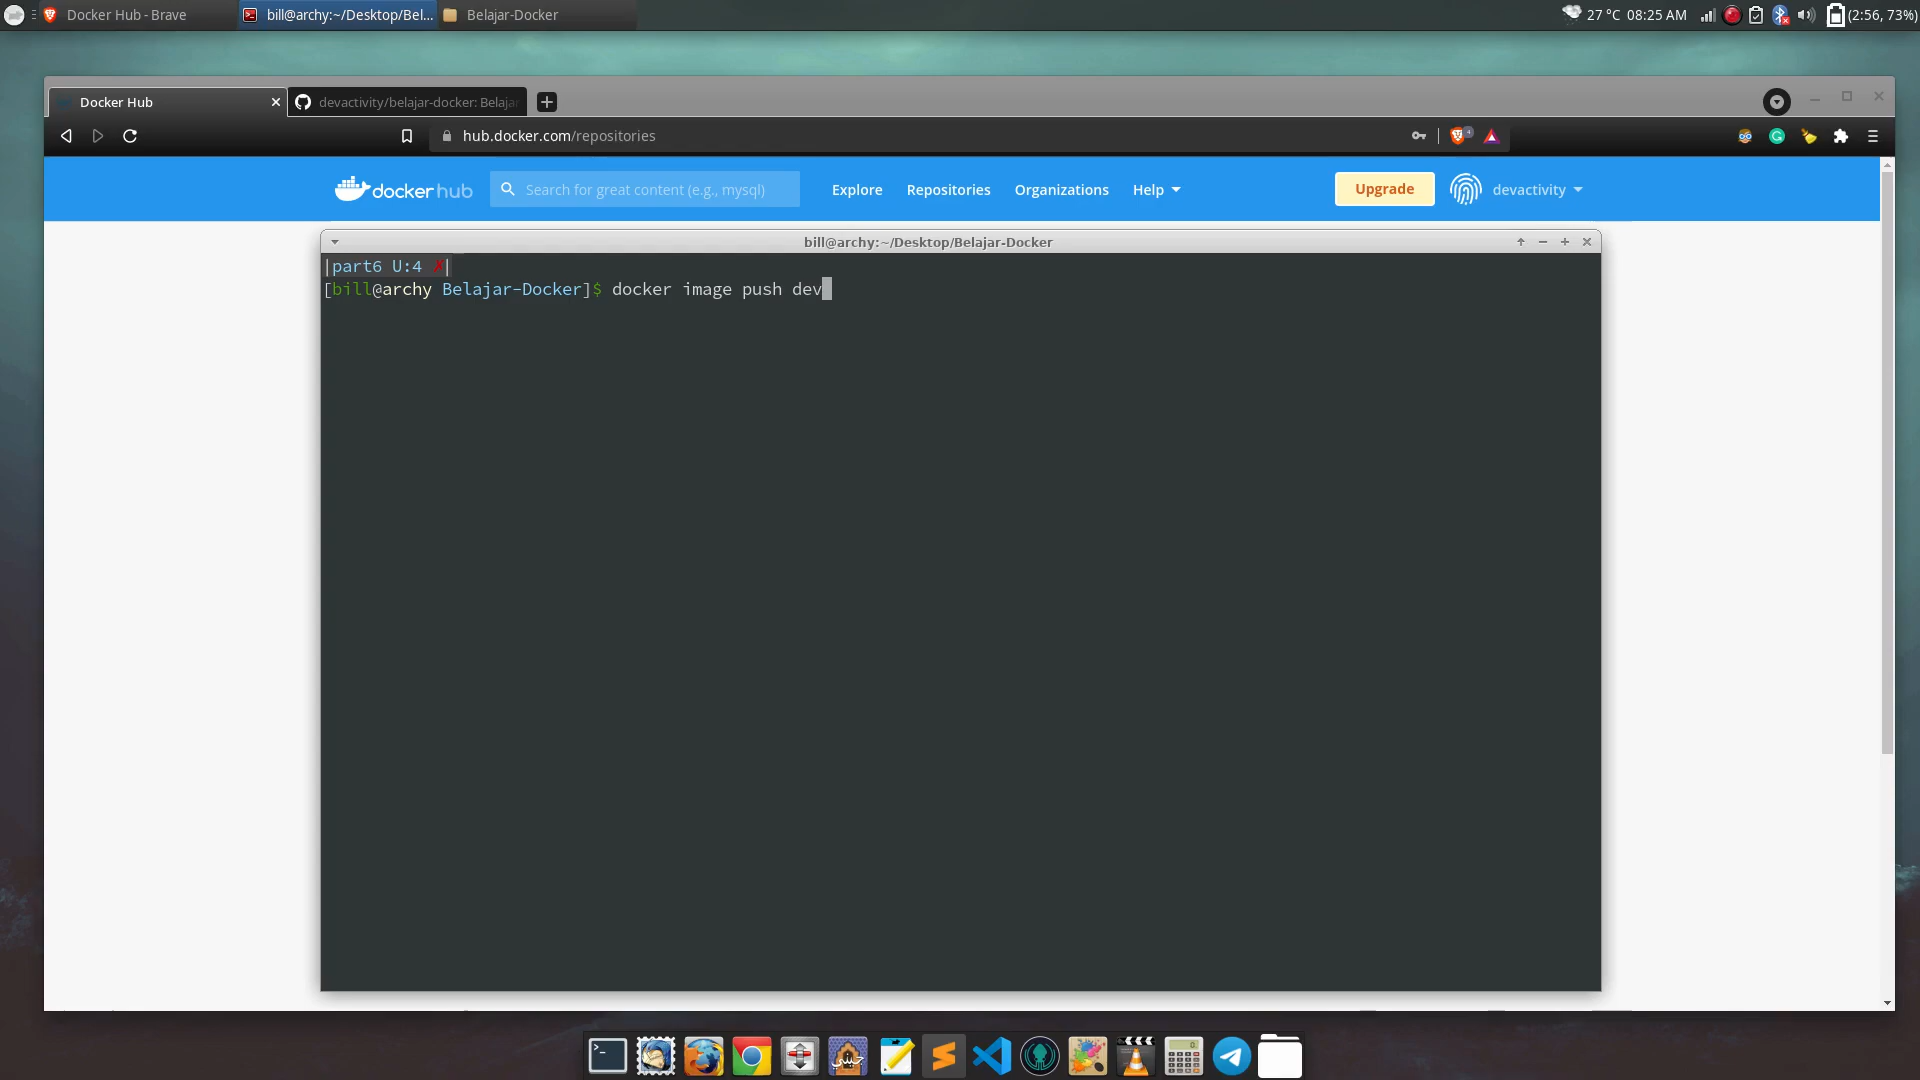 Docker Hub - Brave
bill@archy:~/Desktop/Bel...
Belajar-Docker
27 °C 08:25 AM
(2:56, 73%)
Docker Hub
devactivity/belajar-docker: Belajar
hub.docker.com/repositories
4
docker hub
Search for great content (e.g., mysql)
Explore
Repositories
Organizations
Help
Upgrade
devactivity
bill@archy:~/Desktop/Belajar-Docker
|part6 U:4 ✗|
[bill@archy Belajar-Docker]$ docker image push dev